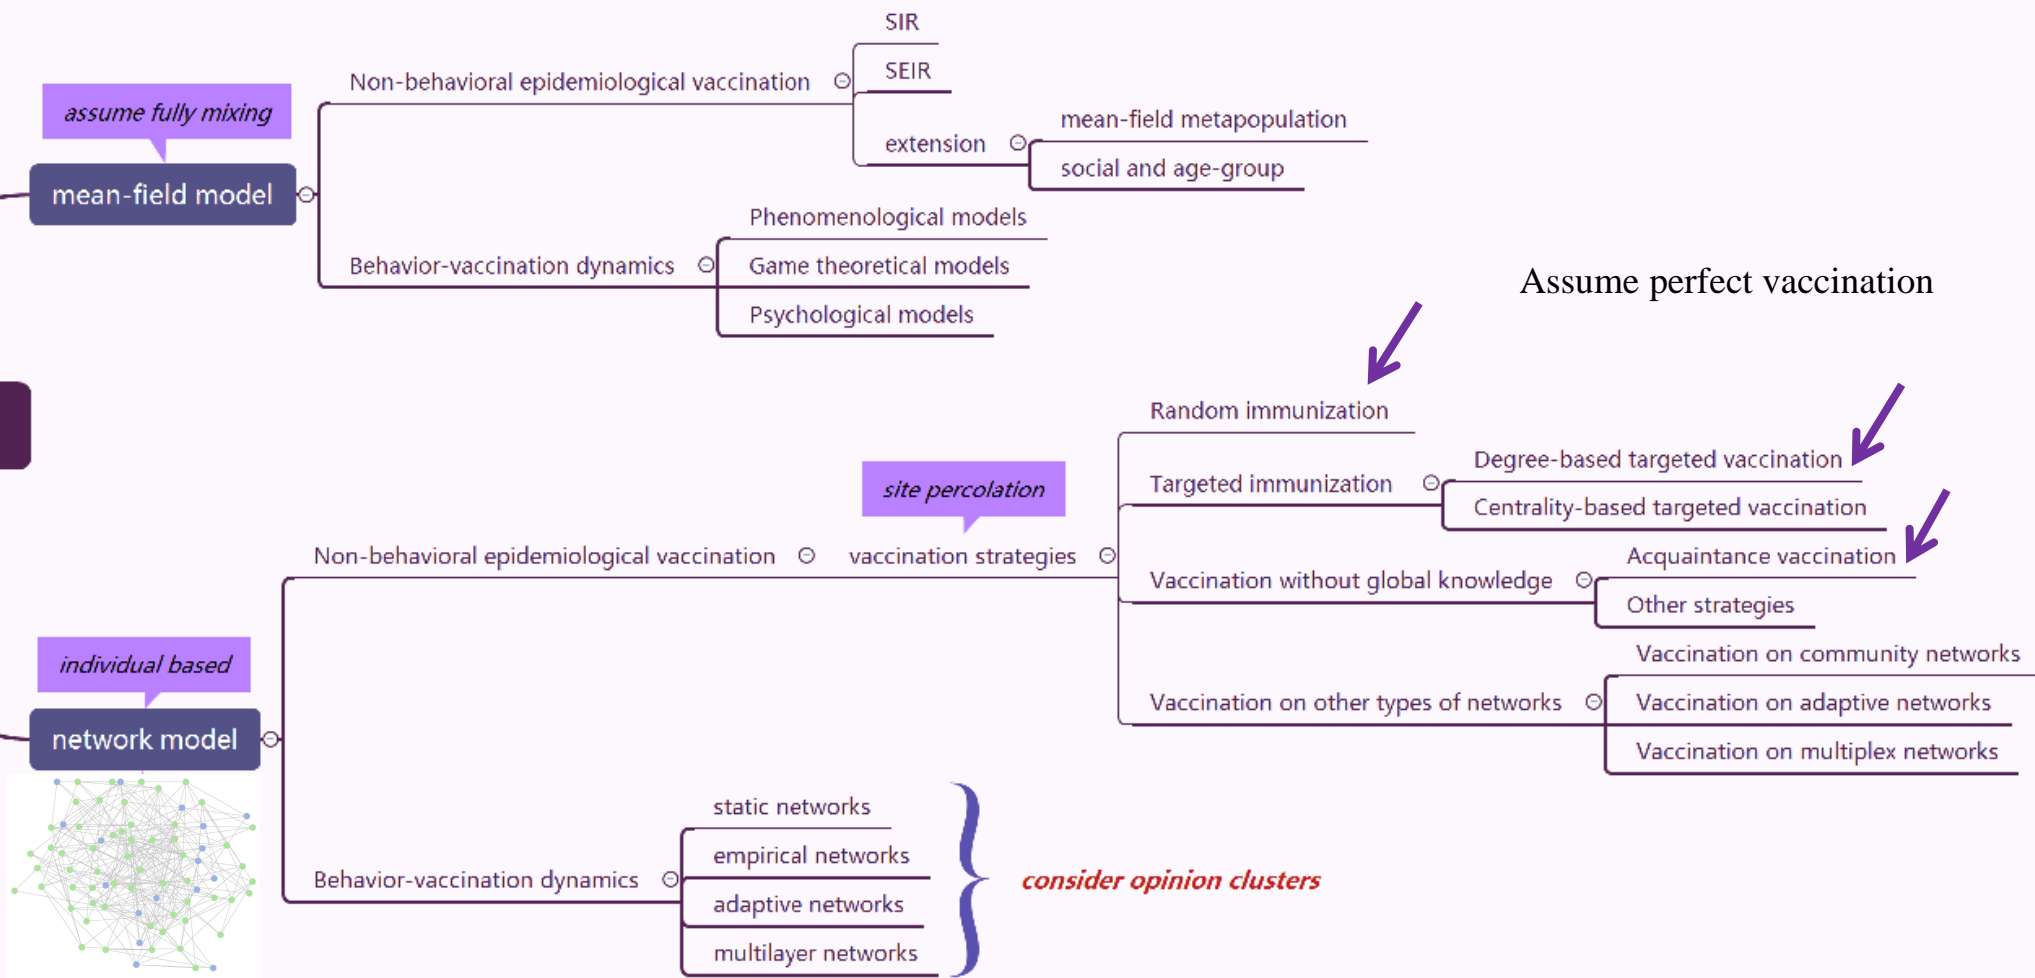 SIR
SEIR
Non-behavioral epidemiological vaccination
assume fully mixing
mean-field metapopulation
extension
social and age-group
mean-field model
Phenomenological models
Behavior-vaccination dynamics
Game theoretical models
Psychological models
Assume perfect vaccination
Random immunization
Degree-based targeted vaccination
Targeted immunization
Centrality-based targeted vaccination
site percolation
Non-behavioral epidemiological vaccination
vaccination strategies
Acquaintance vaccination
Vaccination without global knowledge
Other strategies
individual based
Vaccination on community networks
Vaccination on other types of networks
Vaccination on adaptive networks
network model
Vaccination on multiplex networks
static networks
empirical networks
Behavior-vaccination dynamics
consider opinion clusters
adaptive networks
multilayer networks